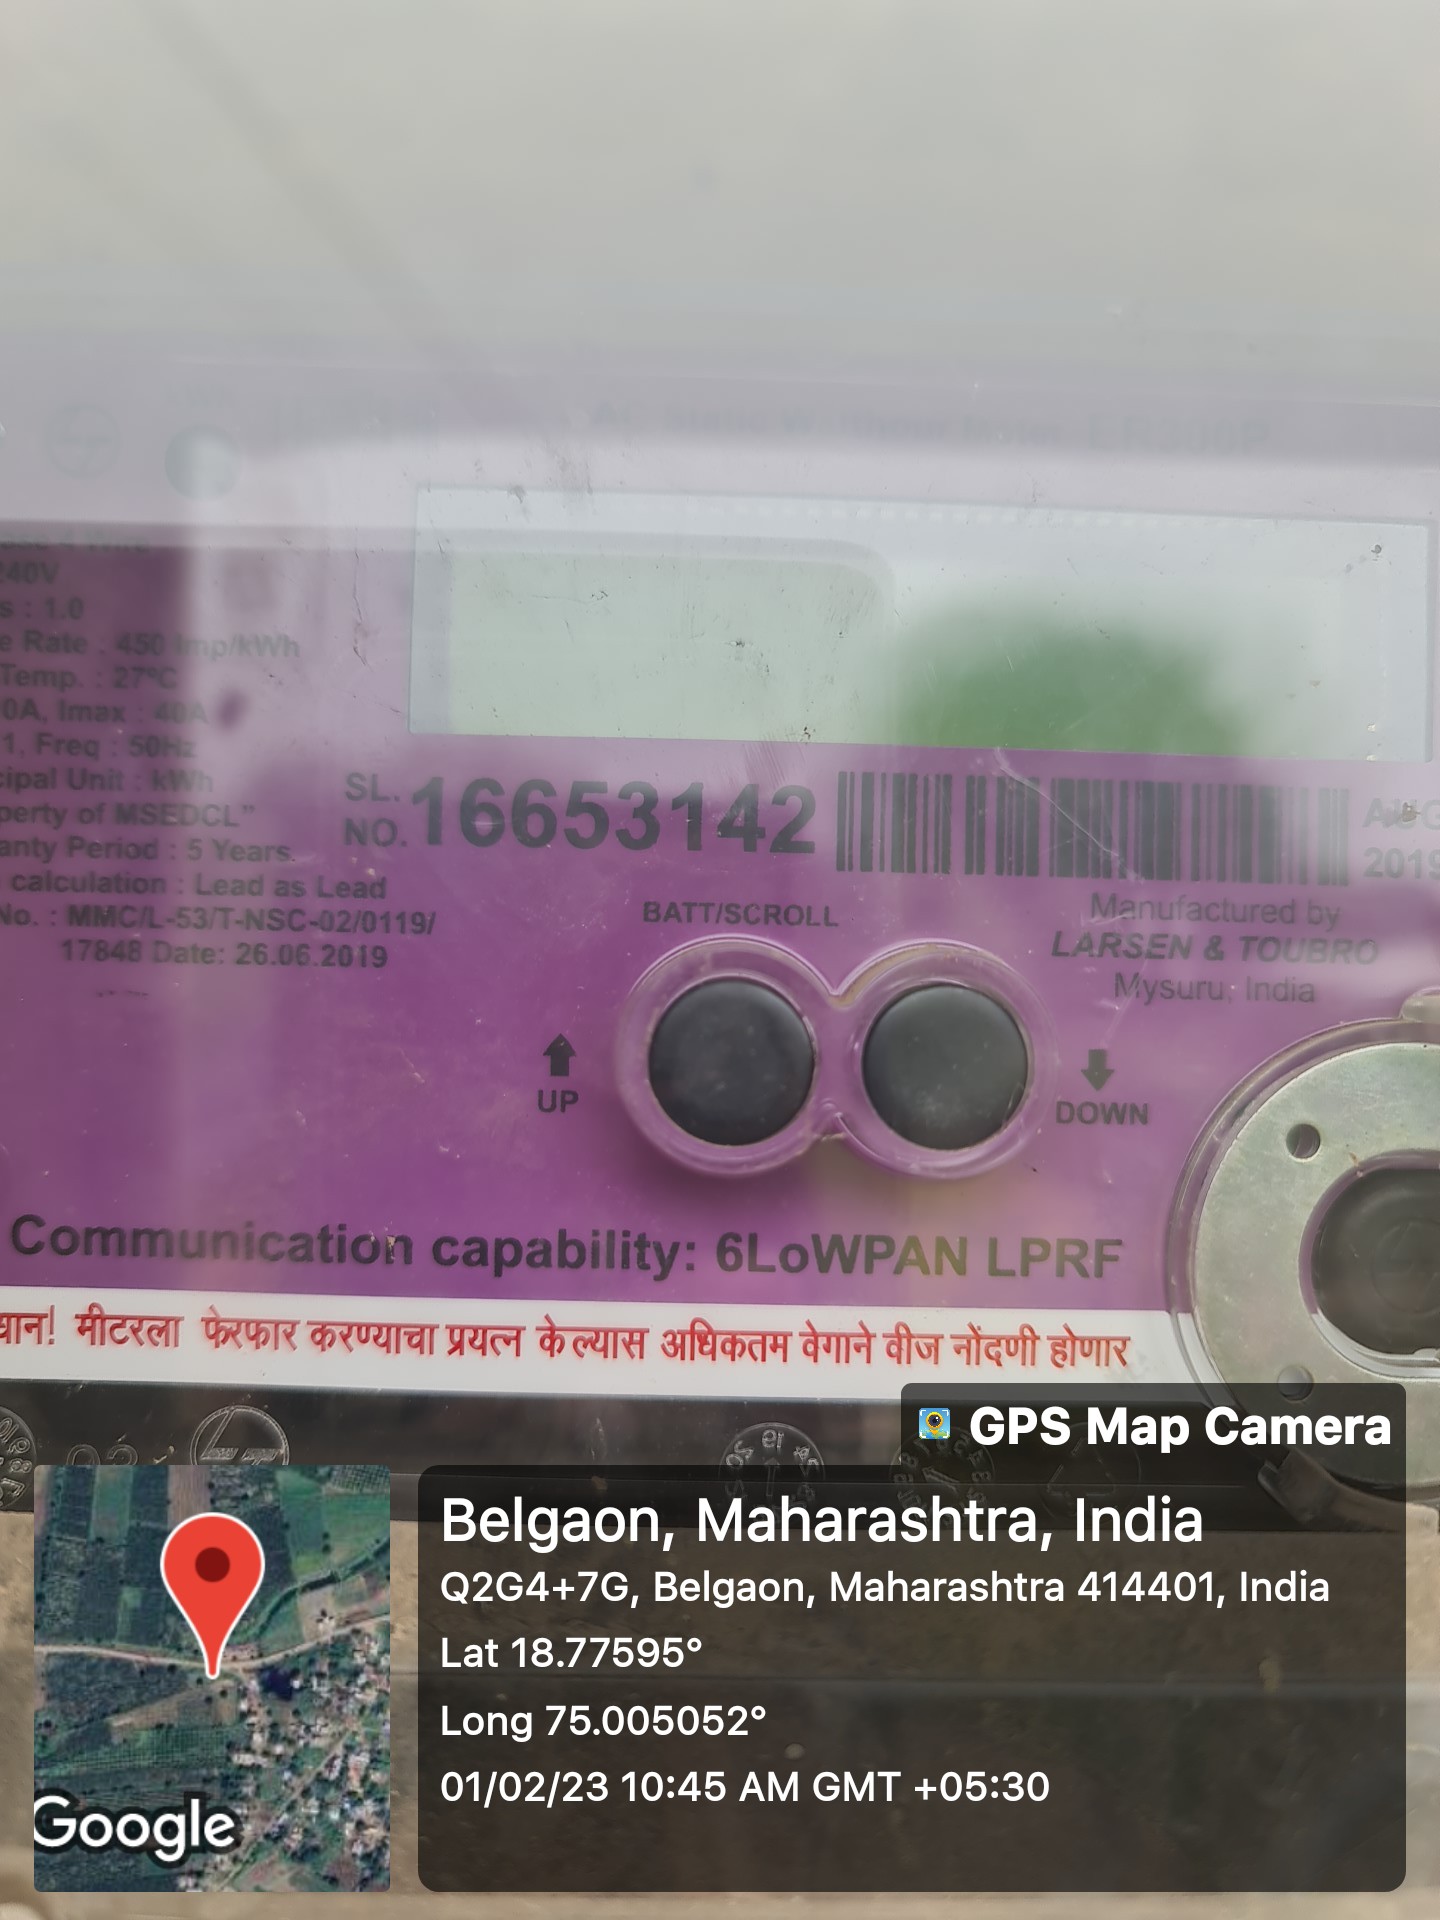 240V
s : 1.0
e Rate : 450 Imp/kWh
Temp. : 27°C
0A, Imax : 40A
1, Freq : 50Hz
cipal Unit : kWh
perty of MSEDCL"
anty Period : 5 Years.
calculation : Lead as Lead
No. : MMC/L-53/T-NSC-02/0119/
17848 Date: 26.06.2019
SL. NO. 16653142
AUG
2019
BATT/SCROLL
Manufactured by
LARSEN & TOUBRO
Mysuru, India
UP
DOWN
Communication capability: 6LoWPAN LPRF
धान! मीटरला फेरफार करण्याचा प्रयत्न केल्यास अधिकतम वेगाने वीज नोंदणी होणार
GPS Map Camera
Belgaon, Maharashtra, India
Q2G4+7G, Belgaon, Maharashtra 414401, India
Lat 18.77595°
Long 75.005052°
01/02/23 10:45 AM GMT +05:30
Google